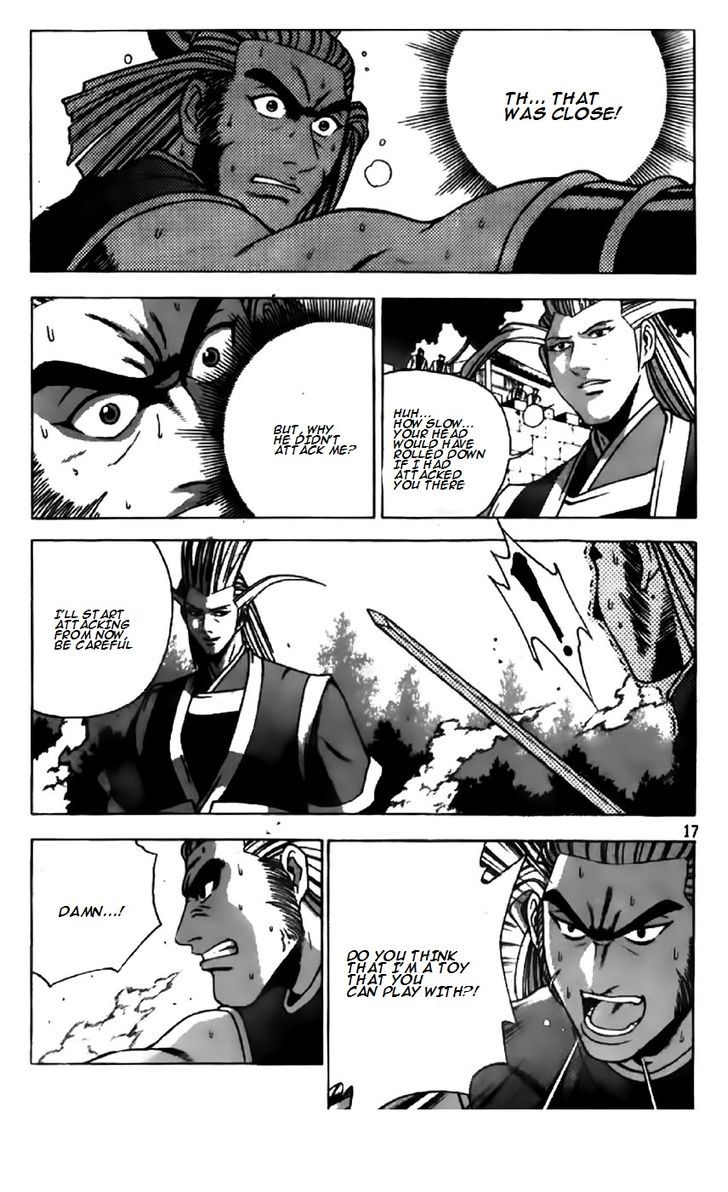 TH... THAT
WAS CLOSE!
BUT, WHY
HE DIDN'T
ATTACK ME?
HUH...
HOW SLOW...
YOUR HEAD
WOULD HAVE
ROLLED DOWN
IF I HAD
ATTACKED
YOU THERE
I'LL START
ATTACKING
FROM NOW,
BE CAREFUL
!
17
DAMN...!
DO YOU THINK
THAT I'M A TOY
THAT YOU
CAN PLAY WITH?!